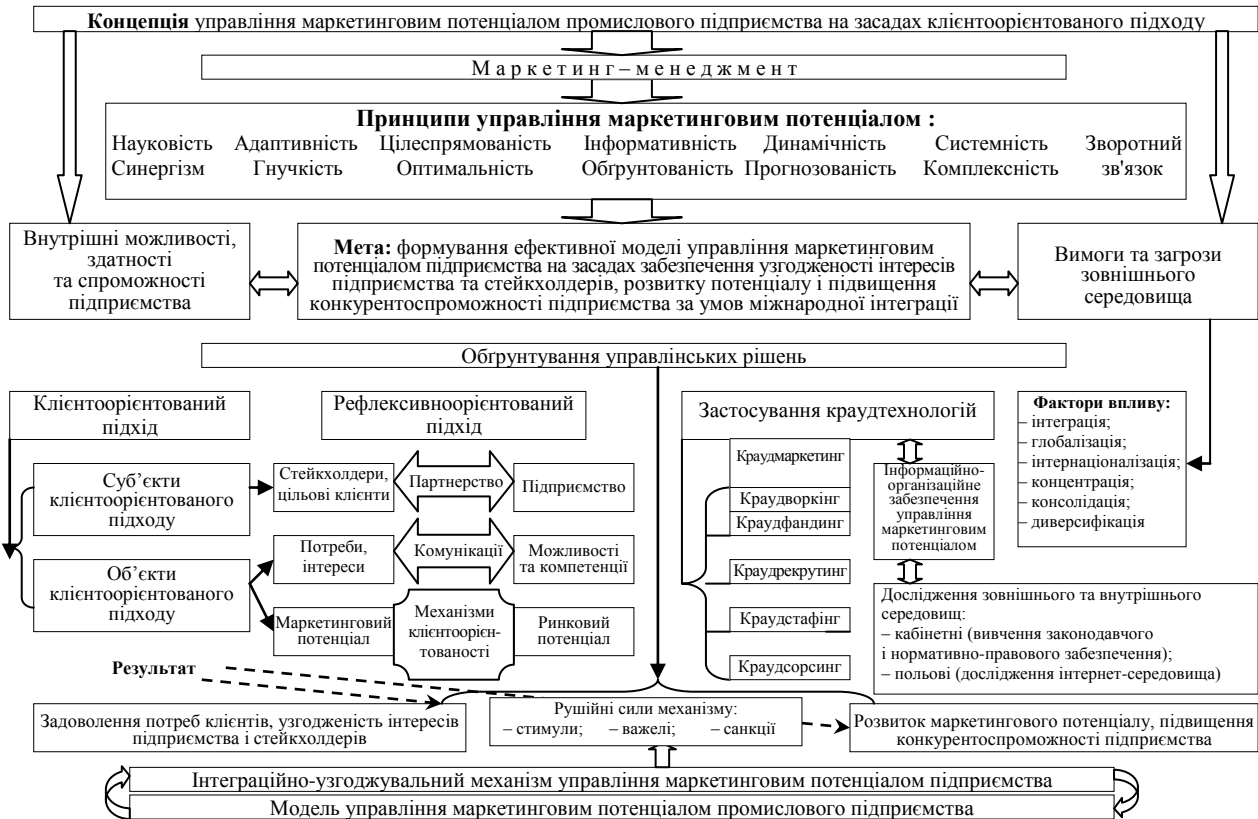 Концепція управління маркетинговим потенціалом промислового підприємства на засадах клієнтоорієнтованого підходу
Маркетинг–менеджмент
Принципи управління маркетинговим потенціалом :
Науковість Адаптивність Цілеспрямованість Інформативність Динамічність Системність Зворотний
Синергізм Гнучкість Оптимальність Обґрунтованість Прогнозованість Комплексність зв'язок
Внутрішні можливості,
здатності
та спроможності
підприємства
Мета: формування ефективної моделі управління маркетинговим
потенціалом підприємства на засадах забезпечення узгодженості інтересів
підприємства та стейкхолдерів, розвитку потенціалу і підвищення
конкурентоспроможності підприємства за умов міжнародної інтеграції
Вимоги та загрози
зовнішнього
середовища
Обґрунтування управлінських рішень
Клієнтоорієнтований
підхід
Суб’єкти
клієнтоорієнтованого
підходу
Об’єкти
клієнтоорієнтованого
підходу
Рефлексивноорієнтований
підхід
Стейкхолдери,
цільові клієнти
Партнерство
Підприємство
Потреби,
інтереси
Комунікації
Можливості
та компетенції
Маркетинговий
потенціал
Механізми
клієнтоорієн-
тованості
Ринковий
потенціал
Застосування краудтехнологій
Краудмаркетинг
Краудворкінг
Краудфандинг
Краудрекрутинг
Краудстафінг
Краудсорсинг
Інформаційно-
організаційне
забезпечення
управління
маркетинговим
потенціалом
Фактори впливу:
– інтеграція;
– глобалізація;
– інтернаціоналізація;
– концентрація;
– консолідація;
– диверсифікація
Дослідження зовнішнього та внутрішнього
середовищ:
– кабінетні (вивчення законодавчого
і нормативно-правового забезпечення);
– польові (дослідження інтернет-середовища)
Результат
Задоволення потреб клієнтів, узгодженість інтересів
підприємства і стейкхолдерів
Рушійні сили механізму:
– стимули; – важелі; – санкції
Розвиток маркетингового потенціалу, підвищення
конкурентоспроможності підприємства
Інтеграційно-узгоджувальний механізм управління маркетинговим потенціалом підприємства
Модель управління маркетинговим потенціалом промислового підприємства